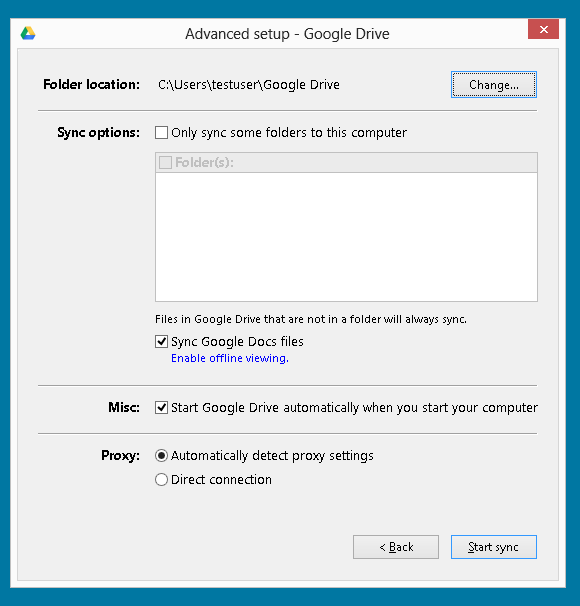 Advanced setup - Google Drive
Folder location: C:\Users\testuser\Google Drive Change...
Sync options: Only sync some folders to this computer
Folder(s):
Files in Google Drive that are not in a folder will always sync.
Sync Google Docs files
Enable offline viewing.
Misc: Start Google Drive automatically when you start your computer
Proxy: Automatically detect proxy settings
Direct connection
< Back Start sync